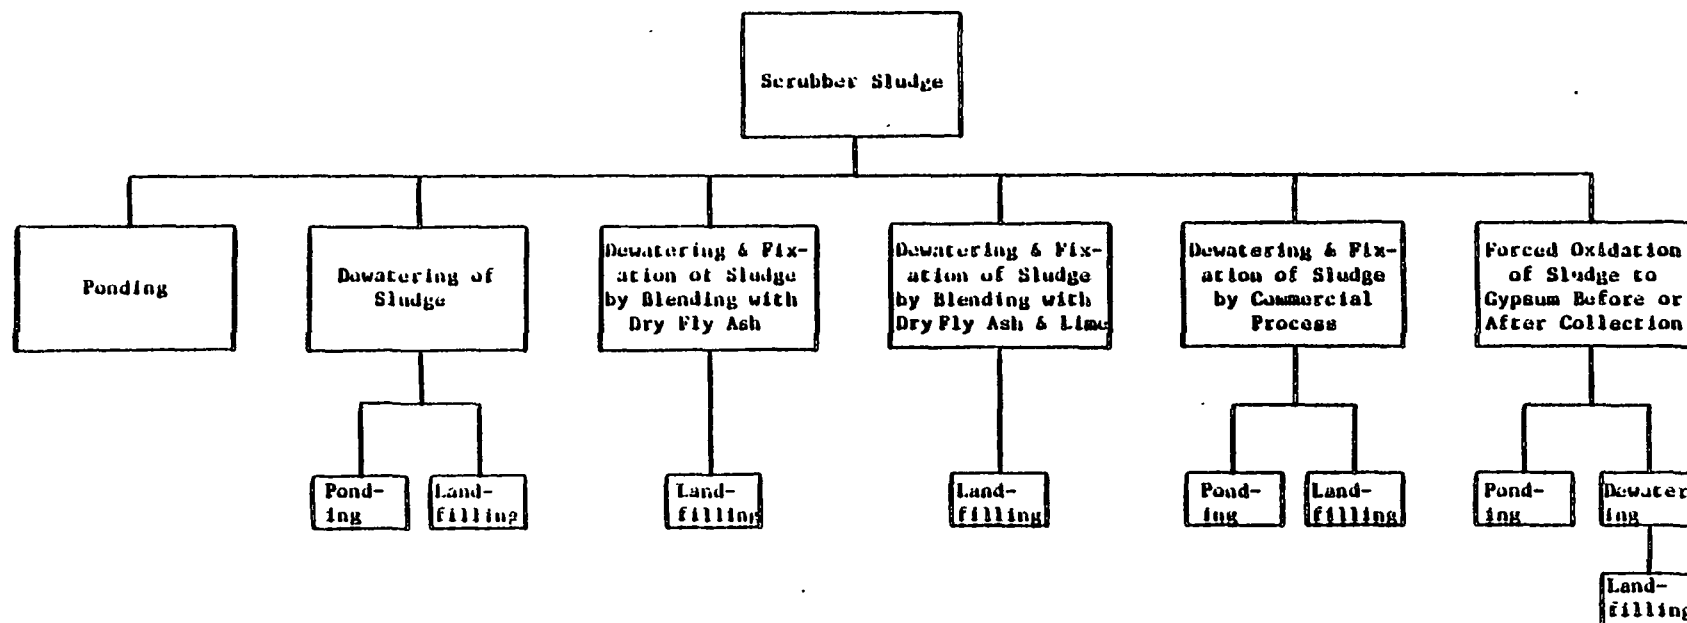 Scrubber Sludge
Ponding
Dewatering of
Sludge
Dewatering & Fix-
ation of Sludge
by Blending with
Dry Fly Ash
Dewatering & Fix-
ation of Sludge
by Blending with
Dry Fly Ash & Lime
Dewatering & Fix-
ation of Sludge
by Commercial
Process
Forced Oxidation
of Sludge to
Gypsum Before or
After Collection
Pond-
ing
Land-
filling
Land-
filling
Land-
filling
Pond-
ing
Land-
filling
Pond-
ing
Dewater
ing
Land-
filling